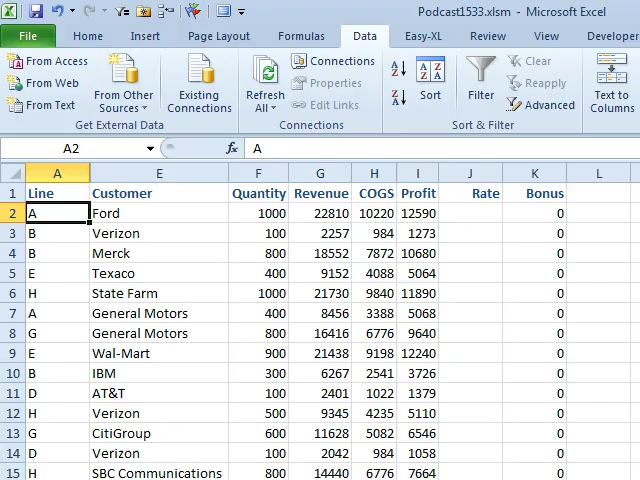 Podcast1533.xlsm - Microsoft Excel
File Home Insert Page Layout Formulas Data Easy-XL Review View Developer
From Access
From Web
From Text
From Other
Sources
Existing
Connections
Get External Data
Refresh
All
Connections
Properties
Edit Links
Connections
Sort
Filter
Clear
Reapply
Advanced
Sort & Filter
Text to
Columns
A2 fx A
A E F G H I J K L
1 Line Customer Quantity Revenue COGS Profit Rate Bonus
2 A Ford 1000 22810 10220 12590 0
3 B Verizon 100 2257 984 1273 0
4 B Merck 800 18552 7872 10680 0
5 E Texaco 400 9152 4088 5064 0
6 H State Farm 1000 21730 9840 11890 0
7 A General Motors 400 8456 3388 5068 0
8 G General Motors 800 16416 6776 9640 0
9 E Wal-Mart 900 21438 9198 12240 0
10 B IBM 300 6267 2541 3726 0
11 D AT&T 100 2401 1022 1379 0
12 H Verizon 500 9345 4235 5110 0
13 G CitiGroup 600 11628 5082 6546 0
14 D Verizon 100 2042 984 1058 0
15 H SBC Communications 800 14440 6776 7664 0